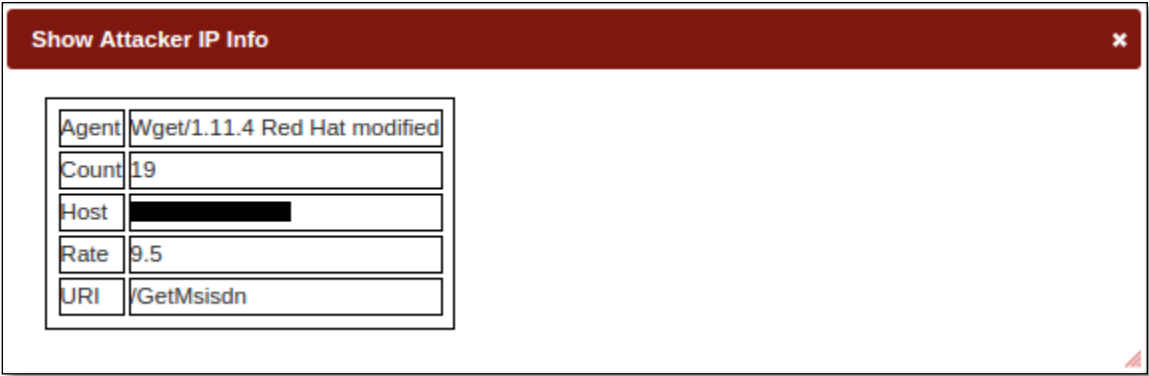 Show Attacker IP Info
Agent Wget/1.11.4 Red Hat modified
Count 19
Host
Rate 9.5
URI /GetMsisdn